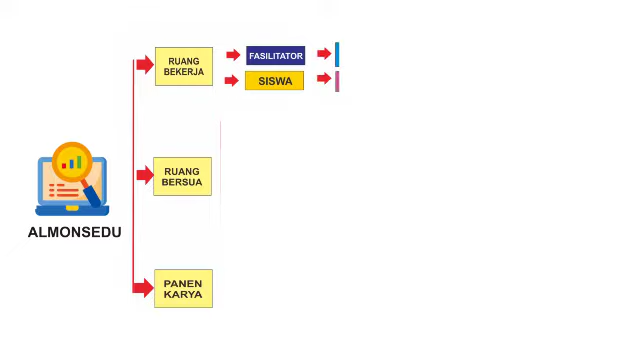 RUANG
BEKERJA
FASILITATOR
SISWA
RUANG
BERSUA
ALMONSEDU
PANEN
KARYA